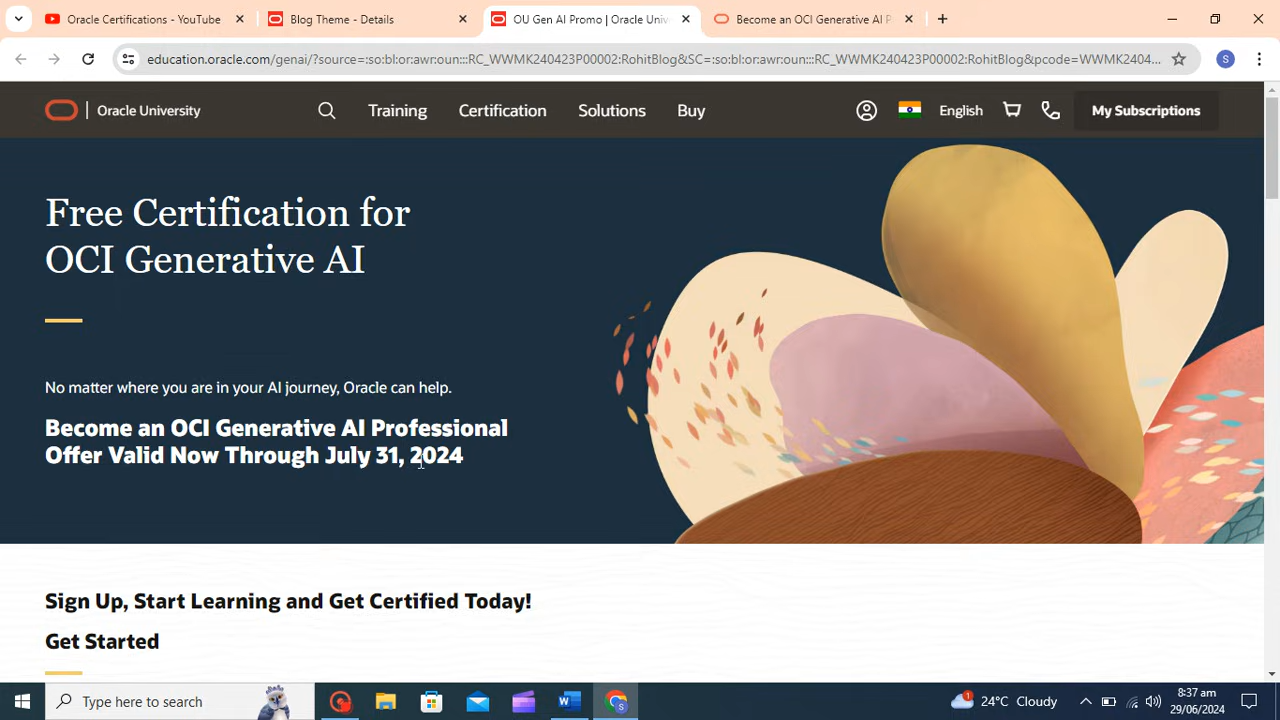 Oracle Certifications - YouTube
Blog Theme - Details
OU Gen AI Promo | Oracle Univ
Become an OCI Generative AI P
education.oracle.com/genai/?source=:so:bl:or:awr:oun:::RC_WWMK240423P00002:RohitBlog&SC=:so:bl:or:awr:oun:::RC_WWMK240423P00002:RohitBlog&pcode=WWMK2404...
S
Oracle University
Training
Certification
Solutions
Buy
English
My Subscriptions
Free Certification for
OCI Generative AI
No matter where you are in your AI journey, Oracle can help.
Become an OCI Generative AI Professional
Offer Valid Now Through July 31, 2024
Sign Up, Start Learning and Get Certified Today!
Get Started
Type here to search
W
S
1
24°C Cloudy
8:37 am
29/06/2024